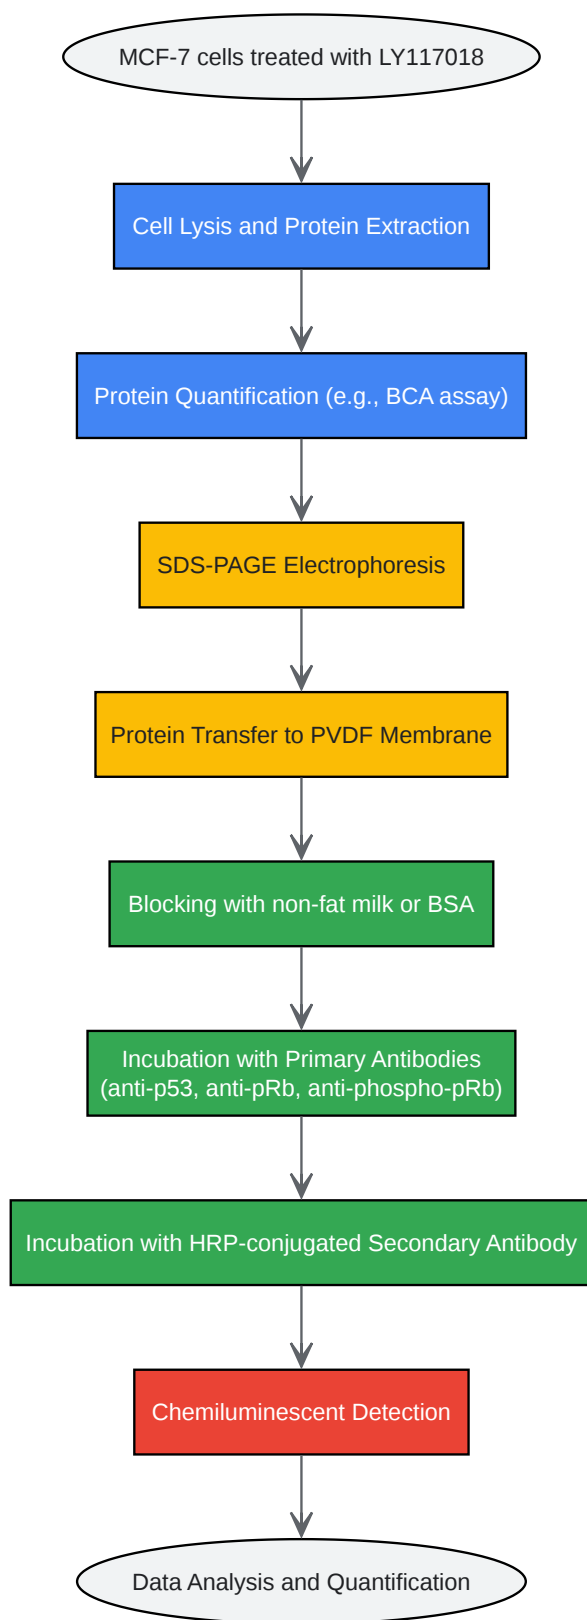 MCF-7 cells treated with LY117018
Cell Lysis and Protein Extraction
Protein Quantification (e.g., BCA assay)
SDS-PAGE Electrophoresis
Protein Transfer to PVDF Membrane
Blocking with non-fat milk or BSA
Incubation with Primary Antibodies
(anti-p53, anti-pRb, anti-phospho-pRb)
Incubation with HRP-conjugated Secondary Antibody
Chemiluminescent Detection
Data Analysis and Quantification